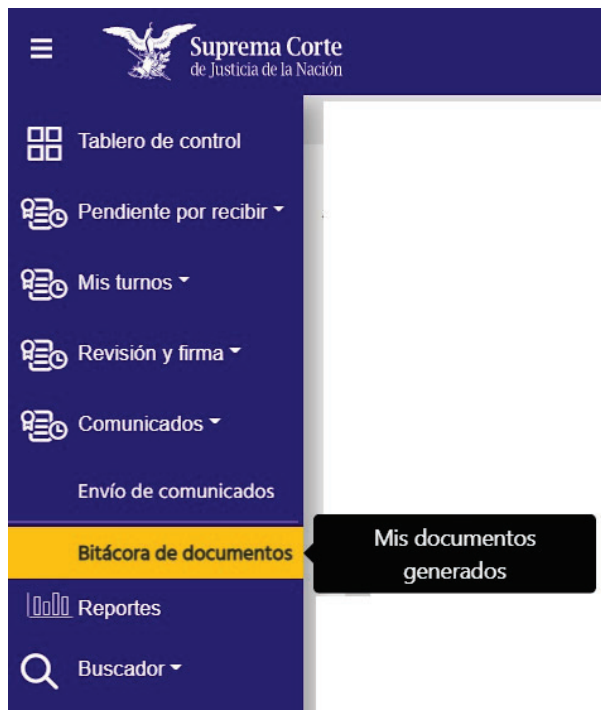 Suprema Corte
de Justicia de la Nación
Tablero de control
Pendiente por recibir
Mis turnos
Revisión y firma
Comunicados
Envío de comunicados
Bitácora de documentos
Mis documentos
generados
Reportes
Buscador